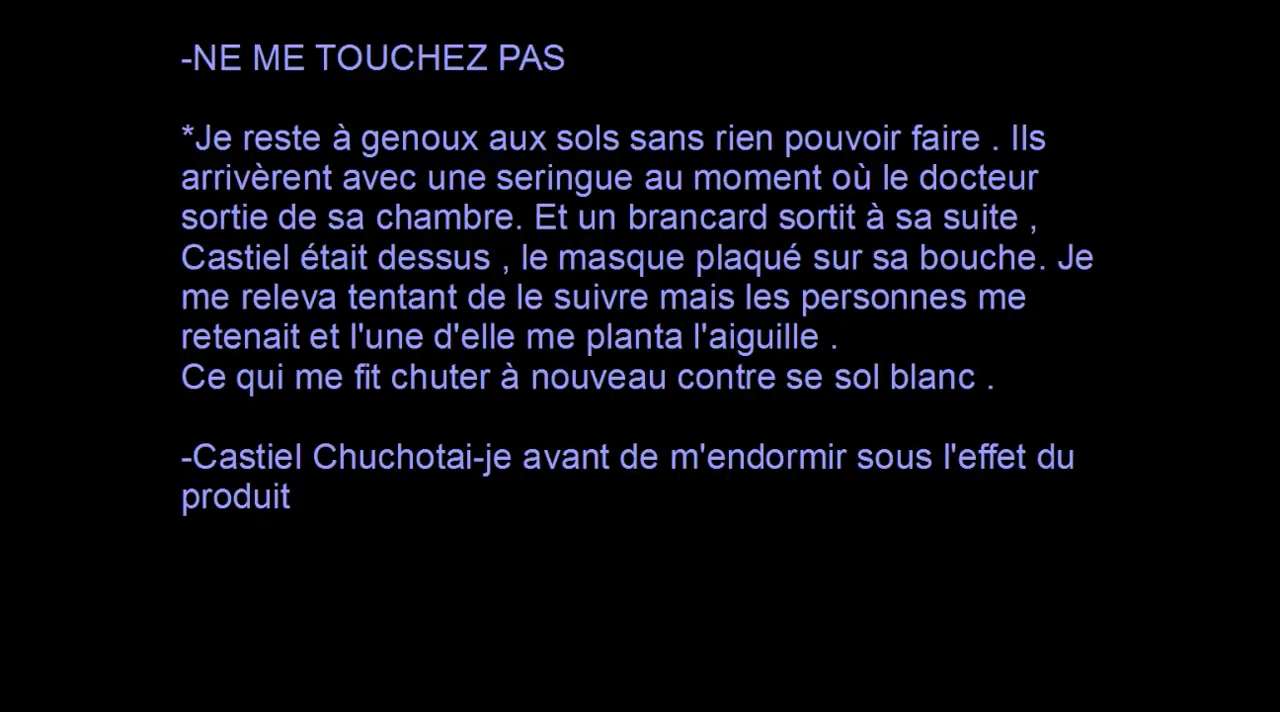 -NE ME TOUCHEZ PAS
*Je reste à genoux aux sols sans rien pouvoir faire . Ils
arrivèrent avec une seringue au moment où le docteur
sortie de sa chambre. Et un brancard sortit à sa suite ,
Castiel était dessus , le masque plaqué sur sa bouche. Je
me releva tentant de le suivre mais les personnes me
retenait et l'une d'elle me planta l'aiguille .
Ce qui me fit chuter à nouveau contre se sol blanc .
-Castiel Chuchotai-je avant de m'endormir sous l'effet du
produit